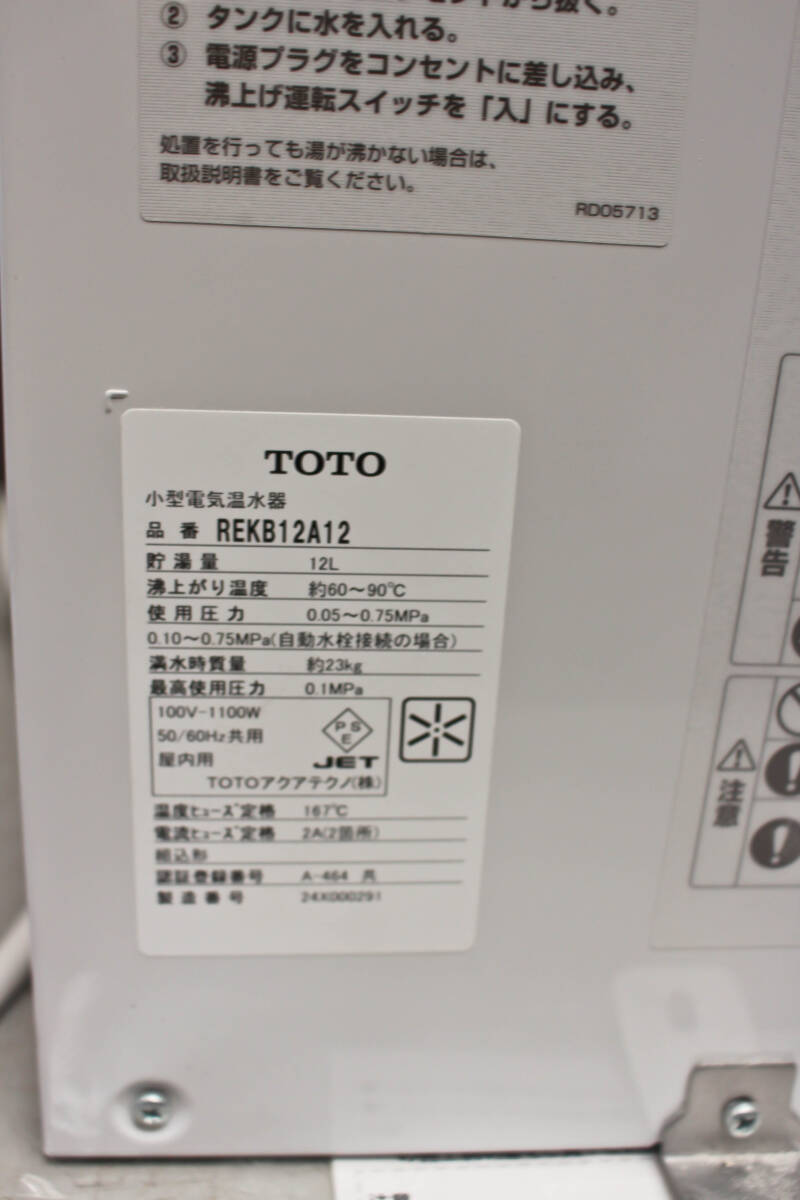 から抜く。
② タンクに水を入れる。
③ 電源プラグをコンセントに差し込み、
沸上げ運転スイッチを「入」にする。
処置を行っても湯が沸かない場合は、
取扱説明書をご覧ください。
RD05713
TOTO
小型電気温水器
品番 REKB12A12
貯湯量 12L
沸上がり温度 約60～90℃
使用圧力 0.05～0.75MPa
0.10～0.75MPa(自動水栓接続の場合)
満水時質量 約23kg
最高使用圧力 0.1MPa
100V-1100W
50/60Hz共用
屋内用
PSE
JET
TOTOアクアテクノ(株)
温度ヒューズ定格 167℃
電流ヒューズ定格 2A(2箇所)
組込形
認証登録番号 A-464 共
製造番号 24X000291
警告
注意